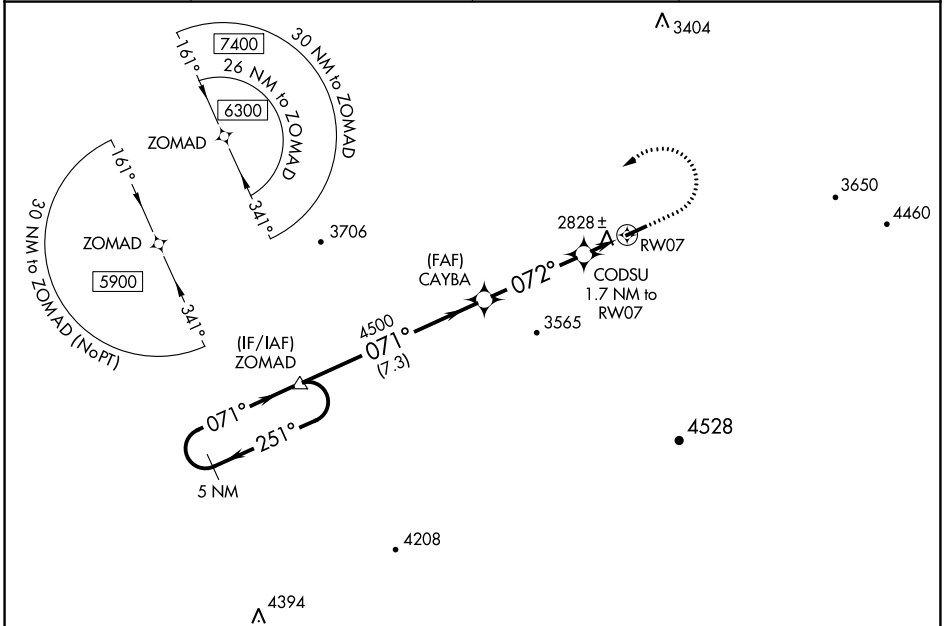 3404
7400
30 NM to ZOMAD
161°
26 NM to ZOMAD
6300
ZOMAD
341°
161°
30 NM to ZOMAD (NoPT)
ZOMAD
5900
341°
3706
3650
4460
2828±
RW07
(FAF)
CAYBA
072°
CODSU
1.7 NM to
RW07
3565
4500
071°
(7.3)
(IF/IAF)
ZOMAD
071°
251°
5 NM
4528
4208
4394